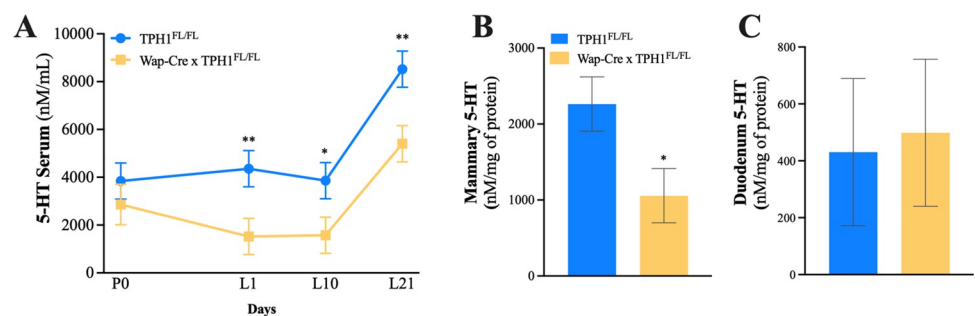 A
5-HT Serum (nM/mL)
10000
8000
6000
4000
2000
0
TPH1FL/FL
Wap-Cre x TPH1FL/FL
**
*
**
P0
L1
L10
L21
Days
B
Mammary 5-HT
(nM/mg of protein)
3000
2000
1000
0
TPH1FL/FL
Wap-Cre x TPH1FL/FL
*
C
Duodenum 5-HT
(nM/mg of protein)
800
600
400
200
0